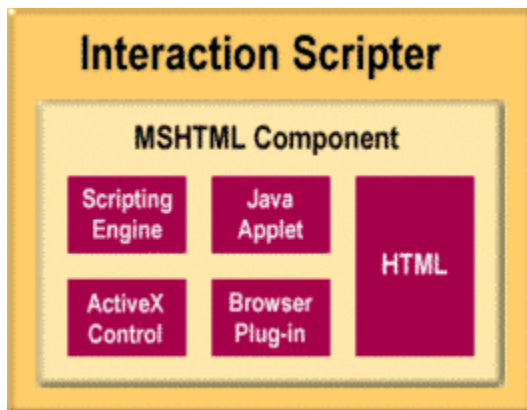 Interaction Scripter
MSHTML Component
Scripting
Engine
Java
Applet
HTML
ActiveX
Control
Browser
Plug-in